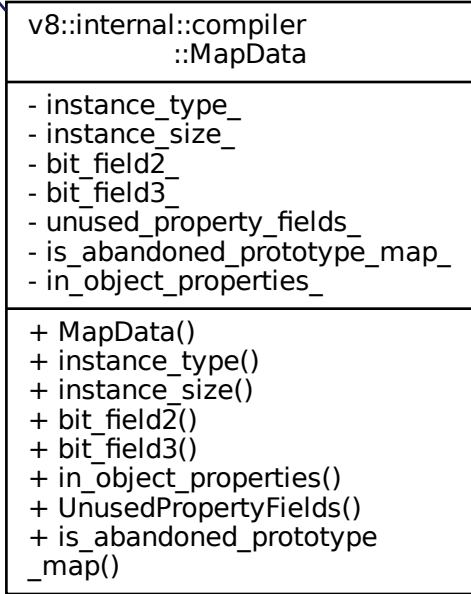 v8::internal::compiler
::MapData
- instance_type_
- instance_size_
- bit_field2_
- bit_field3_
- unused_property_fields_
- is_abandoned_prototype_map_
- in_object_properties_
+ MapData()
+ instance_type()
+ instance_size()
+ bit_field2()
+ bit_field3()
+ in_object_properties()
+ UnusedPropertyFields()
+ is_abandoned_prototype
_map()